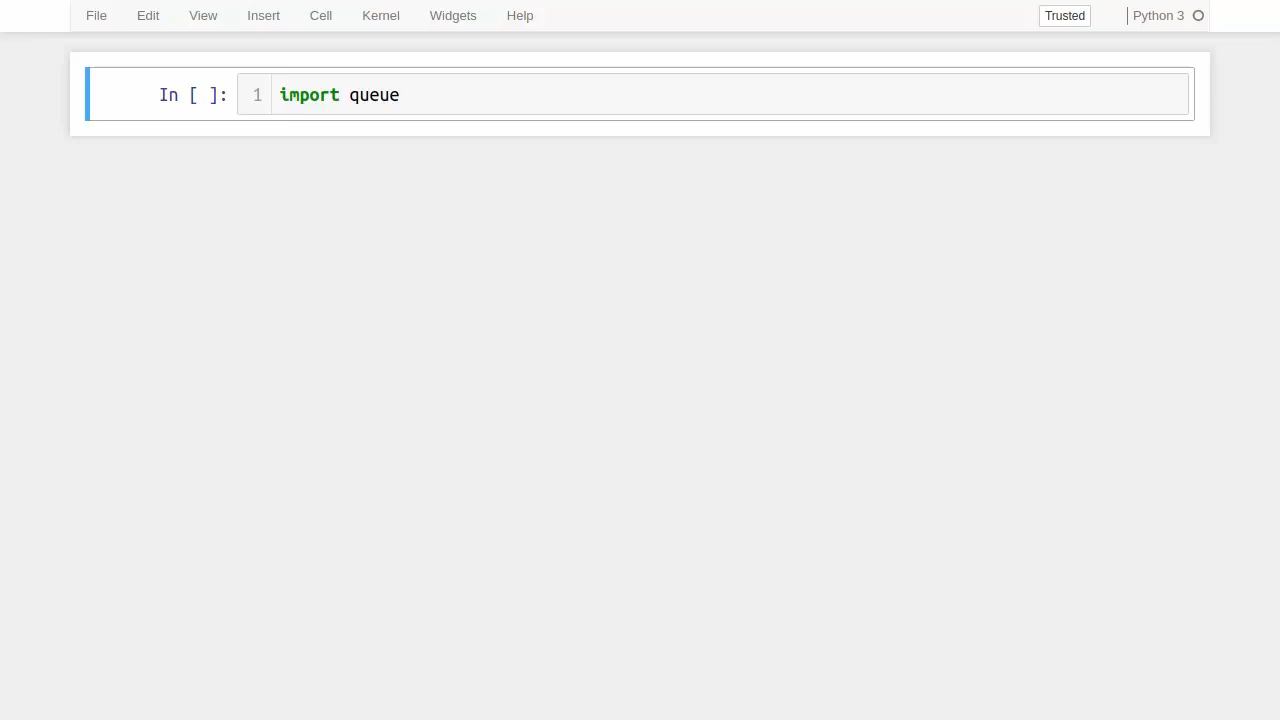 File Edit View Insert Cell Kernel Widgets Help Trusted Python 3
In [ ]: 1 import queue